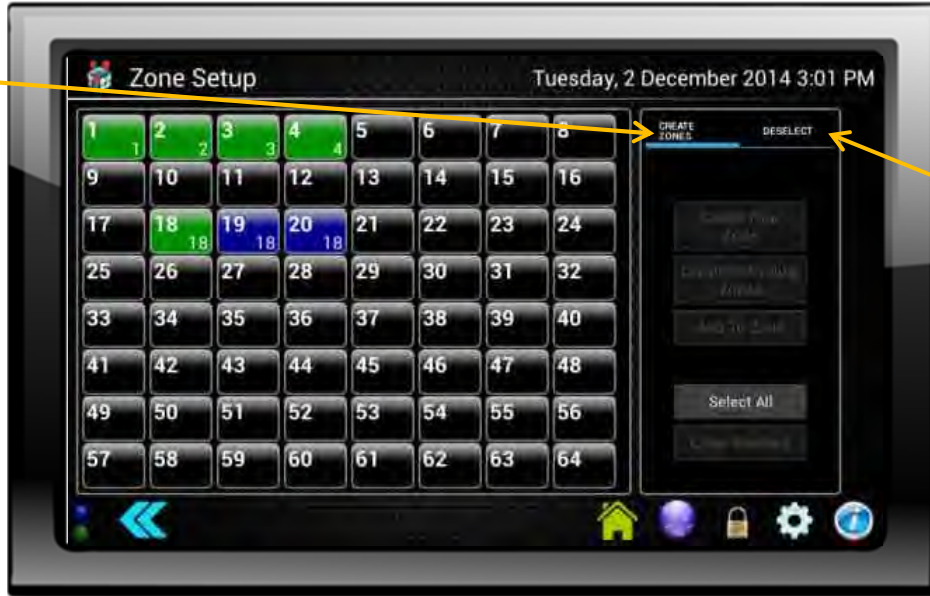 Zone Setup
Tuesday, 2 December 2014 3:01 PM
1 1 2 2 3 3 4 4 5 6 7 8
9 10 11 12 13 14 15 16
17 18 18 19 18 20 18 21 22 23 24
25 26 27 28 29 30 31 32
33 34 35 36 37 38 39 40
41 42 43 44 45 46 47 48
49 50 51 52 53 54 55 56
57 58 59 60 61 62 63 64
CREATE
ZONES
DESELECT
Add To Zone
Select All